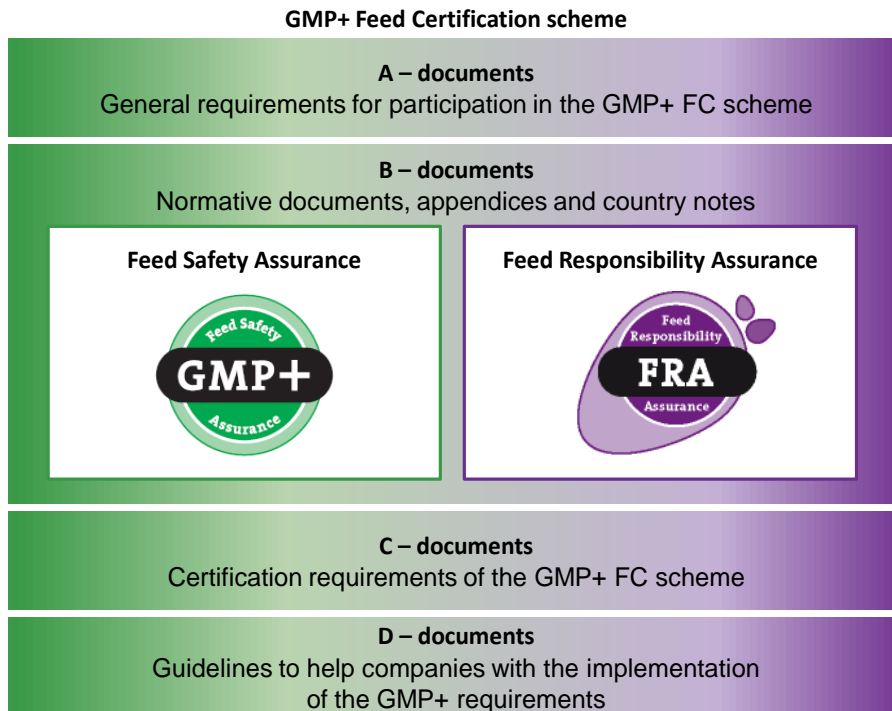 GMP+ Feed Certification scheme
A – documents
General requirements for participation in the GMP+ FC scheme
B – documents
Normative documents, appendices and country notes
Feed Safety Assurance
Feed Safety
GMP+
Assurance
Feed Responsibility Assurance
Feed
Responsibility
FRA
Assurance
C – documents
Certification requirements of the GMP+ FC scheme
D – documents
Guidelines to help companies with the implementation
of the GMP+ requirements